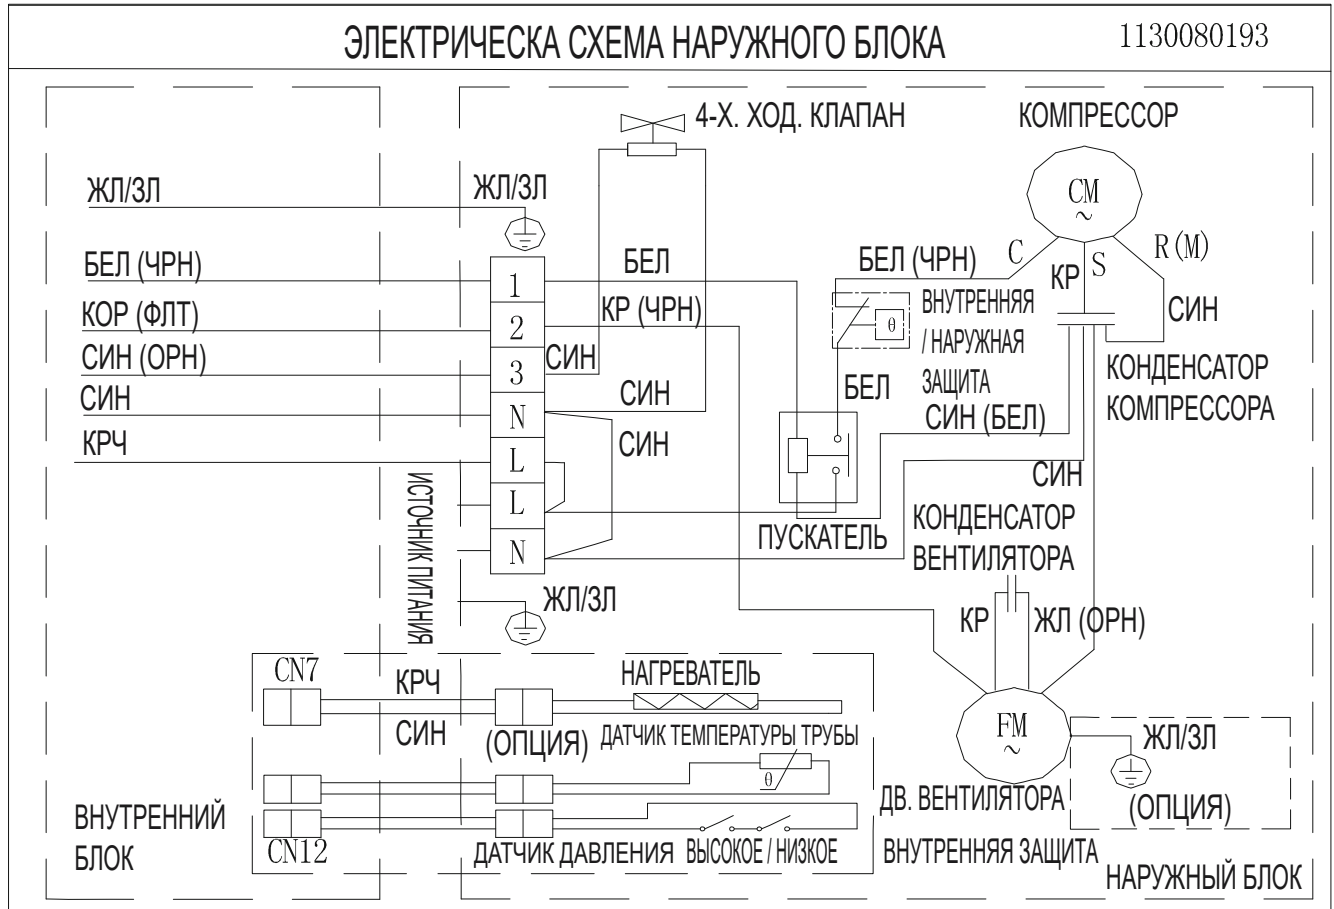 ЭЛЕКТРИЧЕСКА СХЕМА НАРУЖНОГО БЛОКА
1130080193
4-Х. ХОД. КЛАПАН
КОМПРЕССОР
ЖЛ/ЗЛ
ЖЛ/ЗЛ
CM
~
C
S
R(M)
БЕЛ (ЧРН)
1
БЕЛ
БЕЛ (ЧРН)
КР
СИН
КОР (ФЛТ)
2
КР (ЧРН)
ВНУТРЕННЯЯ
/ НАРУЖНАЯ
ЗАЩИТА
θ
СИН (ОРН)
3
СИН
КОНДЕНСАТОР
КОМПРЕССОРА
СИН
N
СИН
БЕЛ
СИН (БЕЛ)
КРЧ
L
СИН
СИН
L
N
ИСТОЧНИК ПИТАНИЯ
ПУСКАТЕЛЬ
КОНДЕНСАТОР
ВЕНТИЛЯТОРА
ЖЛ/ЗЛ
КР
ЖЛ (ОРН)
CN7
КРЧ
НАГРЕВАТЕЛЬ
СИН
(ОПЦИЯ)
ДАТЧИК ТЕМПЕРАТУРЫ ТРУБЫ
θ
FM
~
ЖЛ/ЗЛ
(ОПЦИЯ)
ДВ. ВЕНТИЛЯТОРА
ВНУТРЕННЯЯ ЗАЩИТА
ВНУТРЕННИЙ
БЛОК
CN12
ДАТЧИК ДАВЛЕНИЯ
ВЫСОКОЕ / НИЗКОЕ
НАРУЖНЫЙ БЛОК